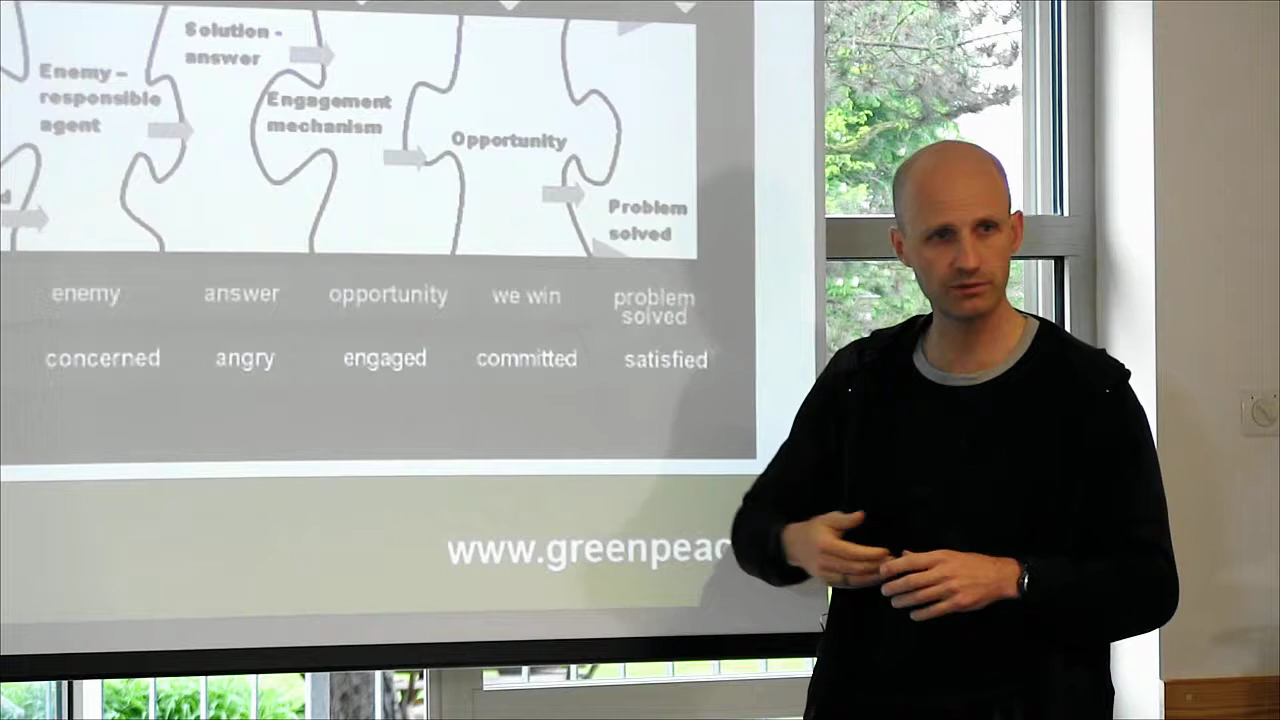 Solution -
answer
Enemy –
responsible
agent
Engagement
mechanism
Opportunity
Problem
solved
enemy answer opportunity we win problem
solved
concerned angry engaged committed satisfied
www.greenpeac